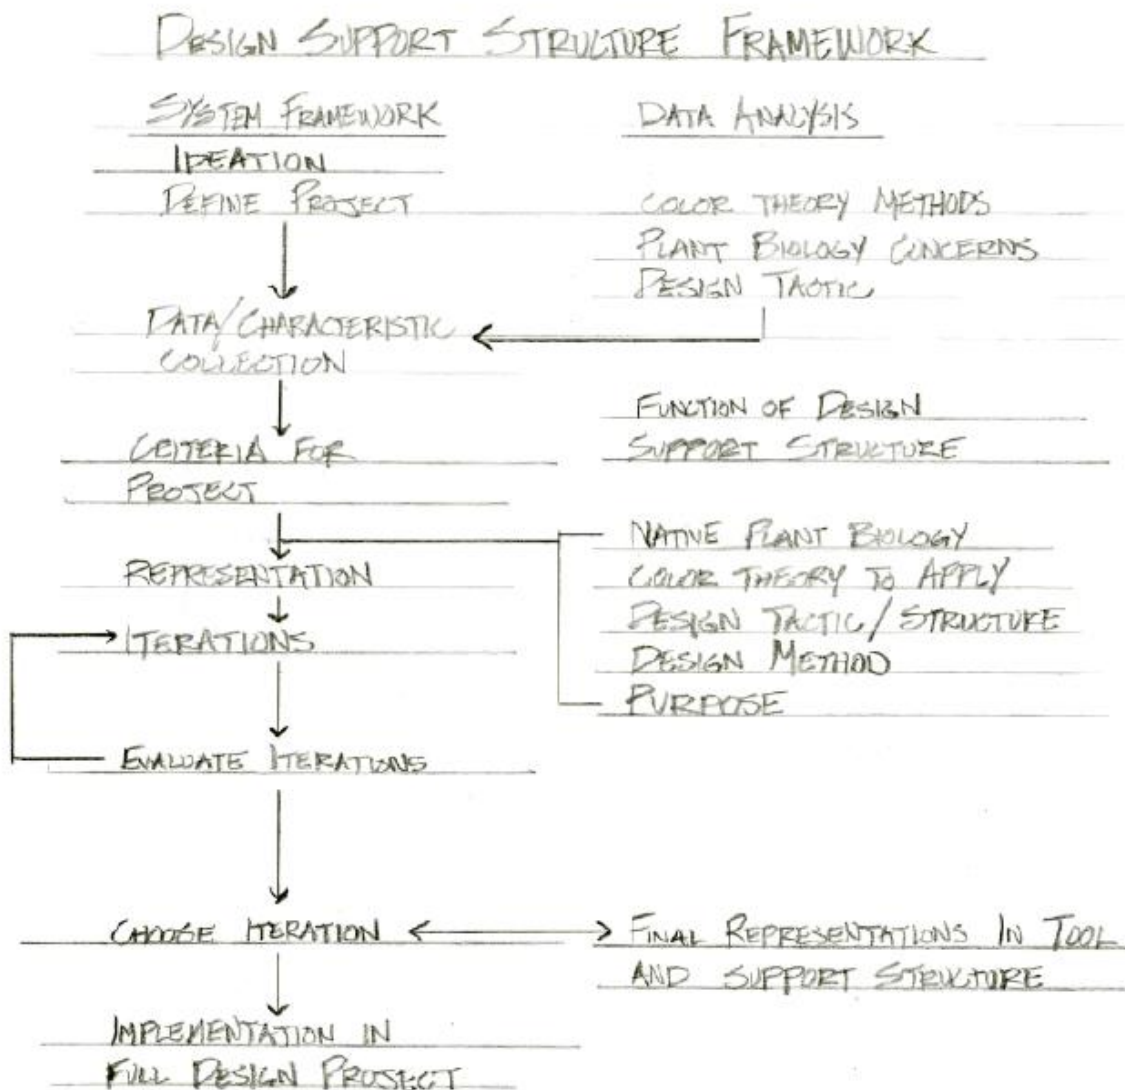 DESIGN SUPPORT STRUCTURE FRAMEWORK
SYSTEM FRAMEWORK
IDEATION
DEFINE PROJECT
DATA ANALYSIS
COLOR THEORY METHODS
PLANT BIOLOGY CONCERNS
DESIGN TACTIC
DATA/CHARACTERISTIC
COLLECTION
CRITERIA FOR
PROJECT
FUNCTION OF DESIGN
SUPPORT STRUCTURE
NATIVE PLANT BIOLOGY
COLOR THEORY TO APPLY
DESIGN TACTIC/STRUCTURE
DESIGN METHOD
PURPOSE
REPRESENTATION
ITERATIONS
EVALUATE ITERATIONS
CHOOSE ITERATION
FINAL REPRESENTATIONS IN TOOL
AND SUPPORT STRUCTURE
IMPLEMENTATION IN
FULL DESIGN PROJECT